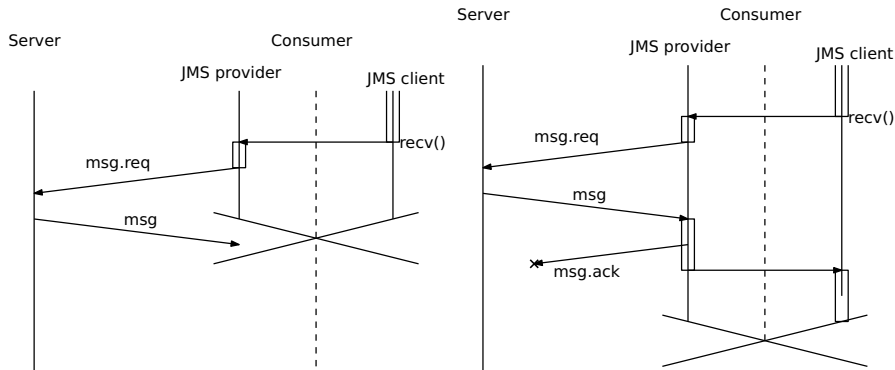 Server
Consumer
JMS provider
JMS client
recv()
msg.req
msg
Server
Consumer
JMS provider
JMS client
recv()
msg.req
msg
msg.ack